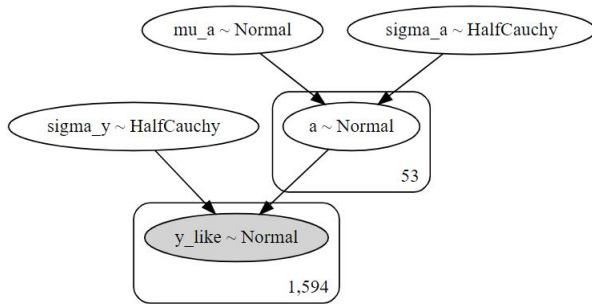 mu_a ~ Normal
sigma_a ~ HalfCauchy
sigma_y ~ HalfCauchy
a ~ Normal
53
y_like ~ Normal
1,594